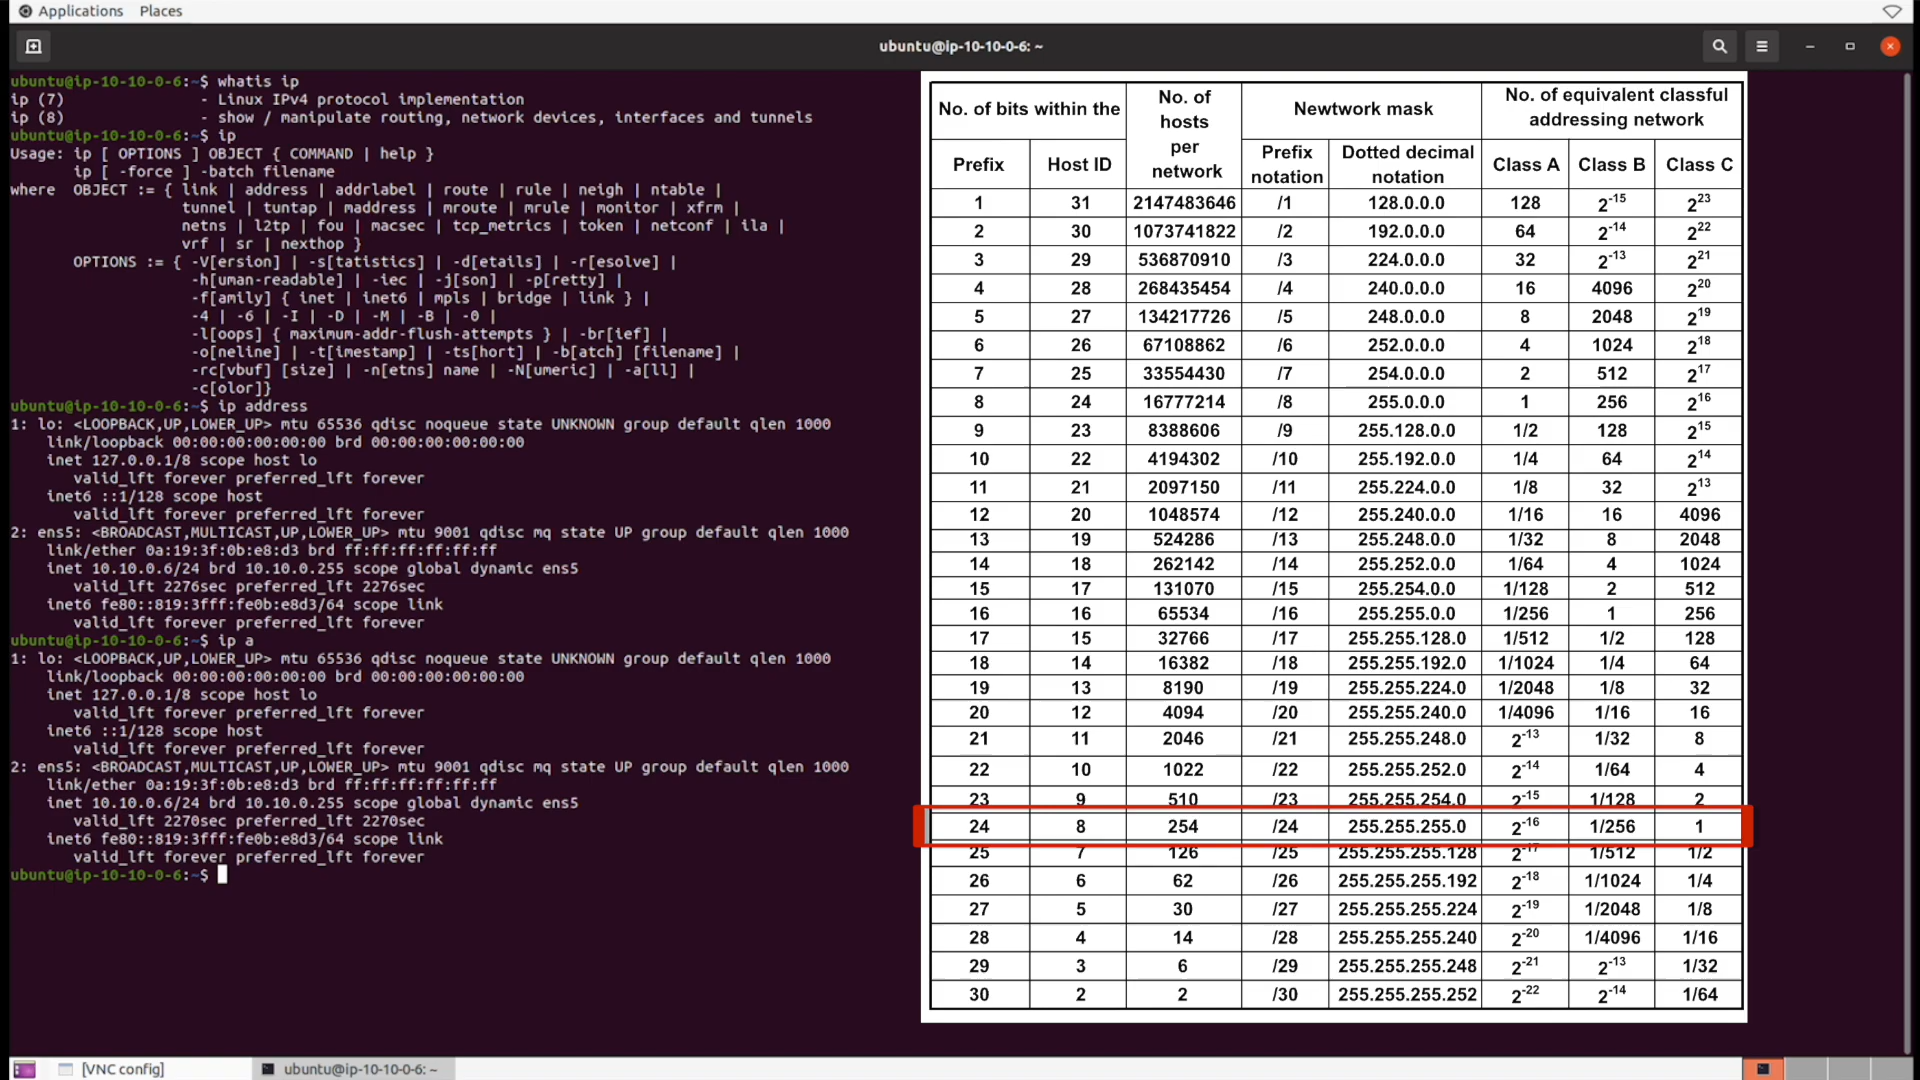 Applications Places
ubuntu@ip-10-10-0-6: ~
ubuntu@ip-10-10-0-6:~$ whatis ip
ip (7)               - Linux IPv4 protocol implementation
ip (8)               - show / manipulate routing, network devices, interfaces and tunnels
ubuntu@ip-10-10-0-6:~$ ip
Usage: ip [ OPTIONS ] OBJECT { COMMAND | help }
       ip [ -force ] -batch filename
where  OBJECT := { link | address | addrlabel | route | rule | neigh | ntable |
                   tunnel | tuntap | maddress | mroute | mrule | monitor | xfrm |
                   netns | l2tp | fou | macsec | tcp_metrics | token | netconf | ila |
                   vrf | sr | nexthop }
       OPTIONS := { -V[ersion] | -s[tatistics] | -d[etails] | -r[esolve] |
                    -h[uman-readable] | -iec | -j[son] | -p[retty] |
                    -f[amily] { inet | inet6 | mpls | bridge | link } |
                    -4 | -6 | -I | -D | -M | -B | -0 |
                    -l[oops] { maximum-addr-flush-attempts } | -br[ief] |
                    -o[neline] | -t[imestamp] | -ts[hort] | -b[atch] [filename] |
                    -rc[vbuf] [size] | -n[etns] name | -N[umeric] | -a[ll] |
                    -c[olor]}
ubuntu@ip-10-10-0-6:~$ ip address
1: lo: <LOOPBACK,UP,LOWER_UP> mtu 65536 qdisc noqueue state UNKNOWN group default qlen 1000
    link/loopback 00:00:00:00:00:00 brd 00:00:00:00:00:00
    inet 127.0.0.1/8 scope host lo
       valid_lft forever preferred_lft forever
    inet6 ::1/128 scope host
       valid_lft forever preferred_lft forever
2: ens5: <BROADCAST,MULTICAST,UP,LOWER_UP> mtu 9001 qdisc mq state UP group default qlen 1000
    link/ether 0a:19:3f:0b:e8:d3 brd ff:ff:ff:ff:ff:ff
    inet 10.10.0.6/24 brd 10.10.0.255 scope global dynamic ens5
       valid_lft 2276sec preferred_lft 2276sec
    inet6 fe80::819:3fff:fe0b:e8d3/64 scope link
       valid_lft forever preferred_lft forever
ubuntu@ip-10-10-0-6:~$ ip a
1: lo: <LOOPBACK,UP,LOWER_UP> mtu 65536 qdisc noqueue state UNKNOWN group default qlen 1000
    link/loopback 00:00:00:00:00:00 brd 00:00:00:00:00:00
    inet 127.0.0.1/8 scope host lo
       valid_lft forever preferred_lft forever
    inet6 ::1/128 scope host
       valid_lft forever preferred_lft forever
2: ens5: <BROADCAST,MULTICAST,UP,LOWER_UP> mtu 9001 qdisc mq state UP group default qlen 1000
    link/ether 0a:19:3f:0b:e8:d3 brd ff:ff:ff:ff:ff:ff
    inet 10.10.0.6/24 brd 10.10.0.255 scope global dynamic ens5
       valid_lft 2270sec preferred_lft 2270sec
    inet6 fe80::819:3fff:fe0b:e8d3/64 scope link
       valid_lft forever preferred_lft forever
ubuntu@ip-10-10-0-6:~$
No. of bits within the
No. of hosts per network
Newtwork mask
No. of equivalent classful addressing network
Prefix Host ID Prefix notation Dotted decimal notation Class A Class B Class C
1 31 2147483646 /1 128.0.0.0 128 2^-15 2^23
2 30 1073741822 /2 192.0.0.0 64 2^-14 2^22
3 29 536870910 /3 224.0.0.0 32 2^-13 2^21
4 28 268435454 /4 240.0.0.0 16 4096 2^20
5 27 134217726 /5 248.0.0.0 8 2048 2^19
6 26 67108862 /6 252.0.0.0 4 1024 2^18
7 25 33554430 /7 254.0.0.0 2 512 2^17
8 24 16777214 /8 255.0.0.0 1 256 2^16
9 23 8388606 /9 255.128.0.0 1/2 128 2^15
10 22 4194302 /10 255.192.0.0 1/4 64 2^14
11 21 2097150 /11 255.224.0.0 1/8 32 2^13
12 20 1048574 /12 255.240.0.0 1/16 16 4096
13 19 524286 /13 255.248.0.0 1/32 8 2048
14 18 262142 /14 255.252.0.0 1/64 4 1024
15 17 131070 /15 255.254.0.0 1/128 2 512
16 16 65534 /16 255.255.0.0 1/256 1 256
17 15 32766 /17 255.255.128.0 1/512 1/2 128
18 14 16382 /18 255.255.192.0 1/1024 1/4 64
19 13 8190 /19 255.255.224.0 1/2048 1/8 32
20 12 4094 /20 255.255.240.0 1/4096 1/16 16
21 11 2046 /21 255.255.248.0 2^-13 1/32 8
22 10 1022 /22 255.255.252.0 2^-14 1/64 4
23 9 510 /23 255.255.254.0 2^-15 1/128 2
24 8 254 /24 255.255.255.0 2^-16 1/256 1
25 7 126 /25 255.255.255.128 2^-17 1/512 1/2
26 6 62 /26 255.255.255.192 2^-18 1/1024 1/4
27 5 30 /27 255.255.255.224 2^-19 1/2048 1/8
28 4 14 /28 255.255.255.240 2^-20 1/4096 1/16
29 3 6 /29 255.255.255.248 2^-21 2^-13 1/32
30 2 2 /30 255.255.255.252 2^-22 2^-14 1/64
[VNC config] ubuntu@ip-10-10-0-6: ~